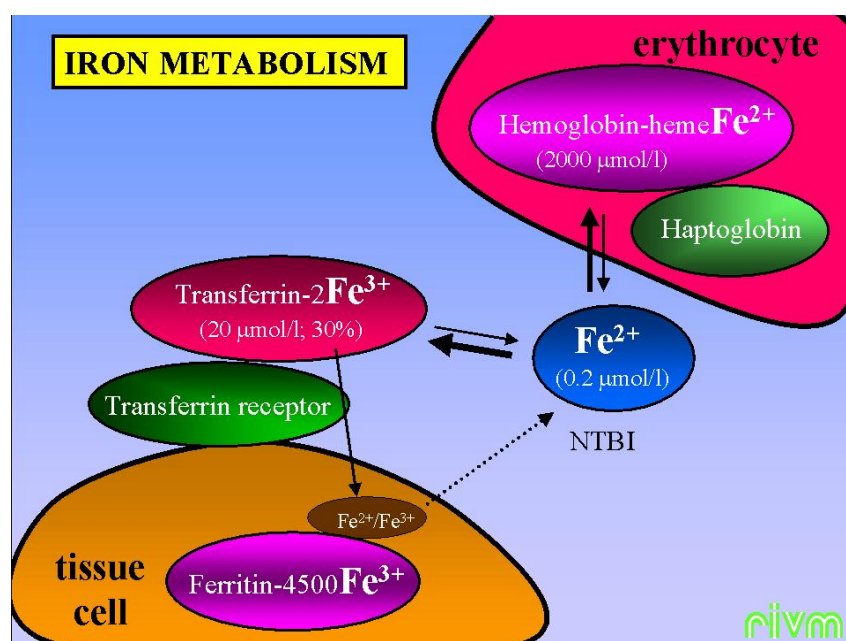 IRON METABOLISM
erythrocyte
Hemoglobin-hemeFe²⁺
(2000 µmol/l)
Haptoglobin
Transferrin-2Fe³⁺
(20 µmol/l; 30%)
Fe²⁺
(0.2 µmol/l)
Transferrin receptor
NTBI
Fe²⁺/Fe³⁺
tissue
cell
Ferritin-4500Fe³⁺
rivm